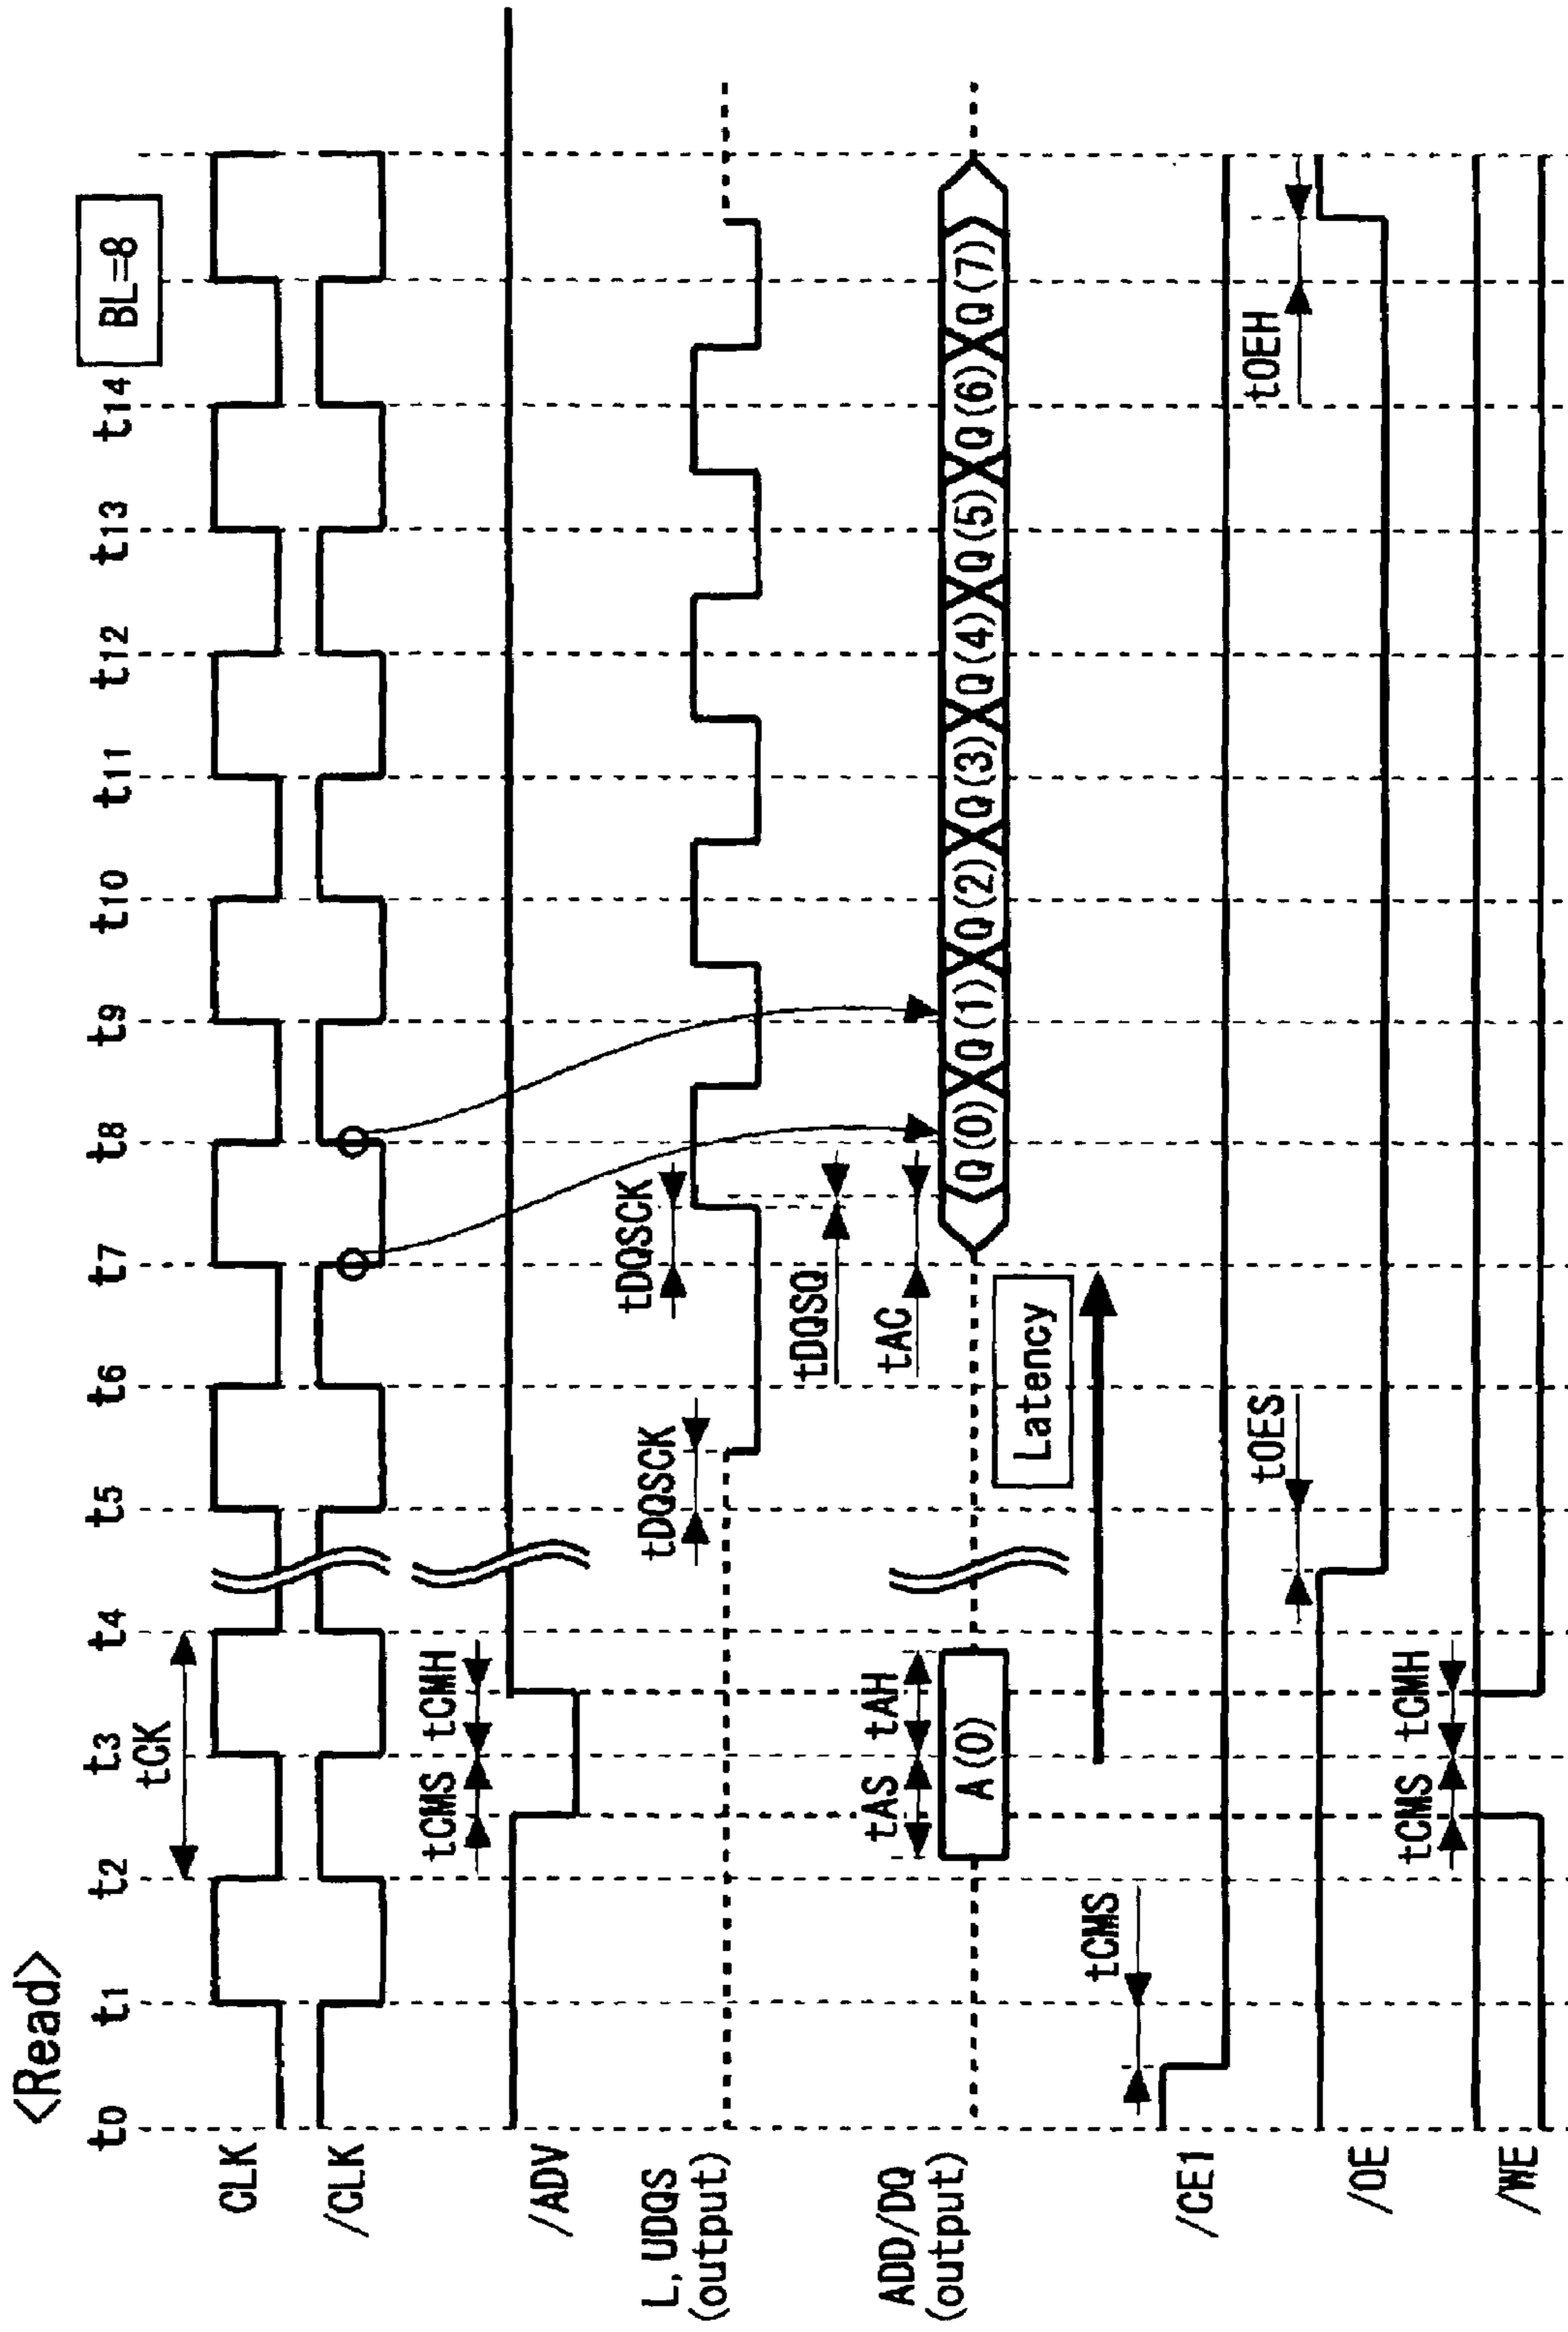 <Read>
BL=8
t0 t1 t2 t3 t4 t5 t6 t7 t8 t9 t10 t11 t12 t13 t14
tCK
CLK
/CLK
tCMS tCMH
/ADV
tDQSCK tDQSCK
L, UDQS
(output)
tDQSQ
tAS tAH tAC
ADD/DQ
(output)
A(0) Q(0) Q(1) Q(2) Q(3) Q(4) Q(5) Q(6) Q(7)
Latency
tCMS
/CE1
tOES tOEH
/OE
tCMS tCMH
/WE